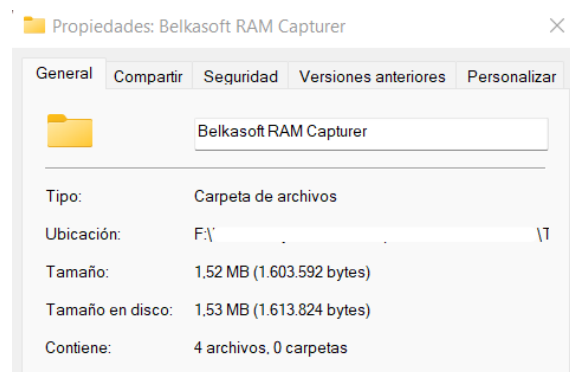 Propiedades: Belkasoft RAM Capturer
General Compartir Seguridad Versiones anteriores Personalizar
Belkasoft RAM Capturer
Tipo: Carpeta de archivos
Ubicación: F:\ \T
Tamaño: 1,52 MB (1.603.592 bytes)
Tamaño en disco: 1,53 MB (1.613.824 bytes)
Contiene: 4 archivos, 0 carpetas